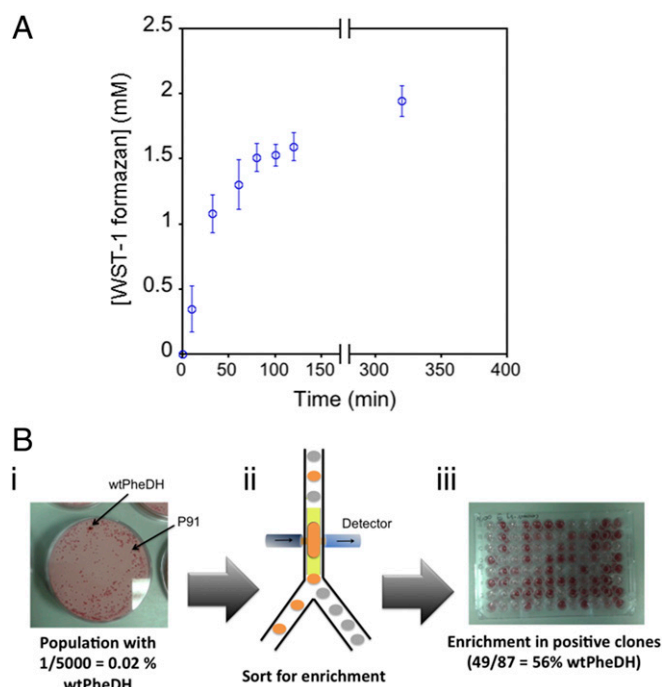 A
2.5
2
1.5
1
0.5
0
[WST-1 formazan] (mM)
0 50 100 150 300 350 400
Time (min)
B
i
ii
iii
wtPheDH
P91
Detector
Population with
1/5000 = 0.02 %
wtPheDH
Sort for enrichment
Enrichment in positive clones
(49/87 = 56% wtPheDH)